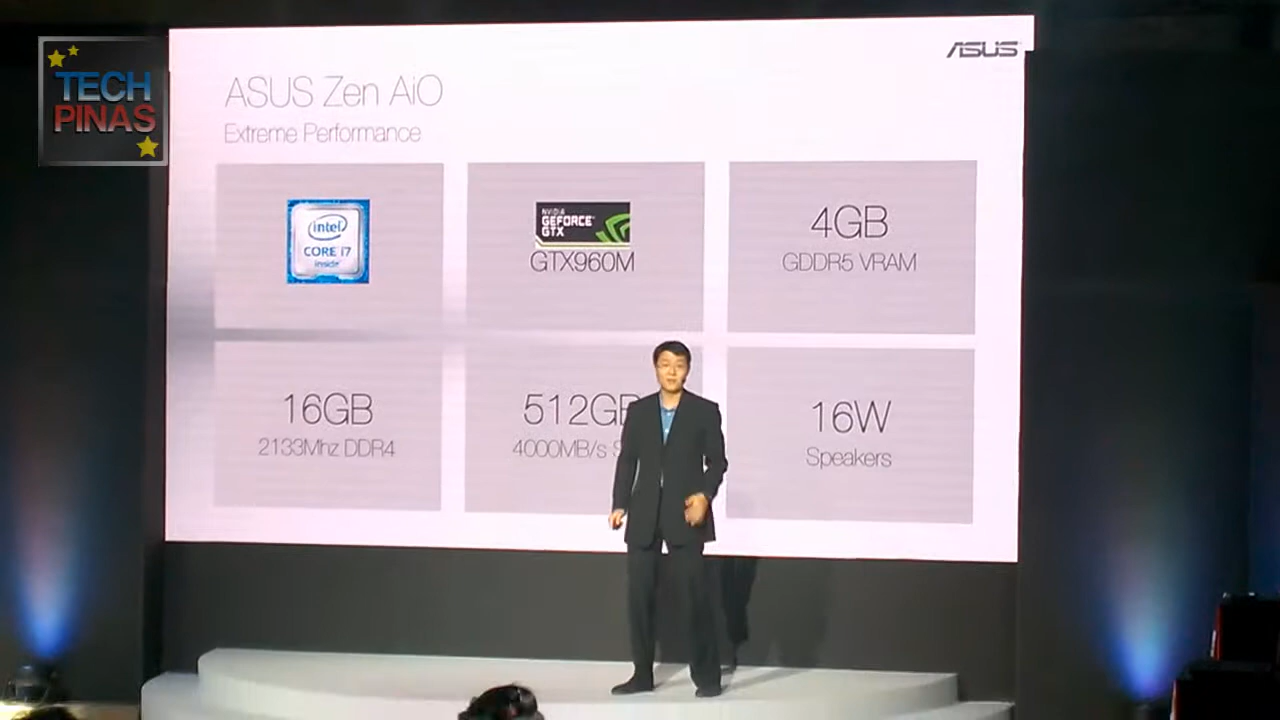 TECH
PINAS
ASUS
ASUS Zen AiO
Extreme Performance
intel
CORE i7
inside
NVIDIA
GEFORCE
GTX
GTX960M
4GB
GDDR5 VRAM
16GB
2133Mhz DDR4
512GB
4000MB/s
16W
Speakers